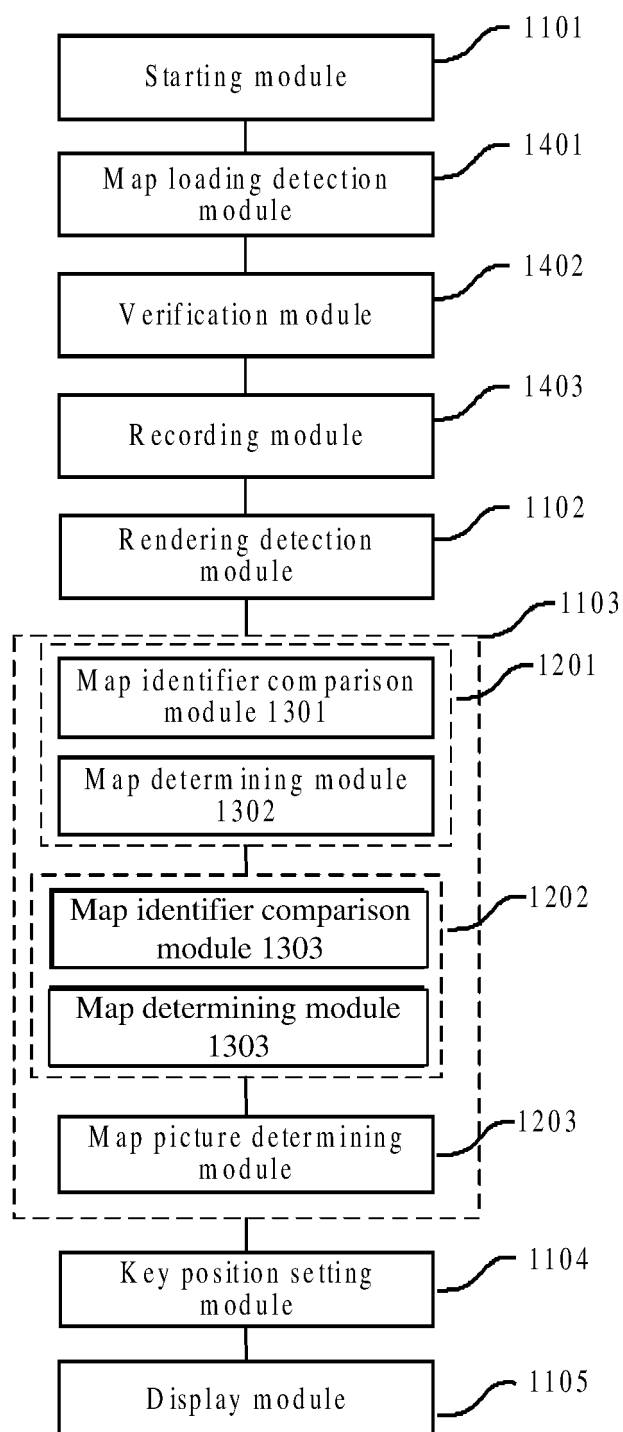 1101
Starting module
1401
Map loading detection
module
1402
Verification module
1403
Recording module
1102
Rendering detection
module
1103
1201
Map identifier comparison
module 1301
Map determining module
1302
1202
Map identifier comparison
module 1303
Map determining module
1303
1203
Map picture determining
module
1104
Key position setting
module
1105
Display module